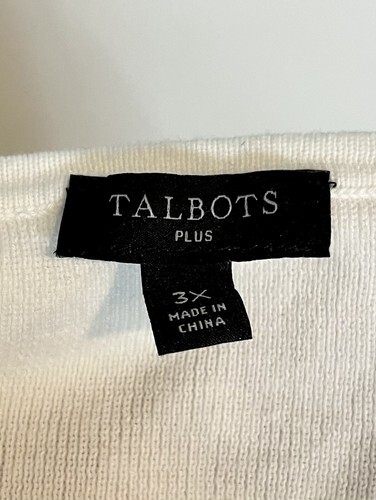 TALBOTS
PLUS
3X
MADE IN
CHINA